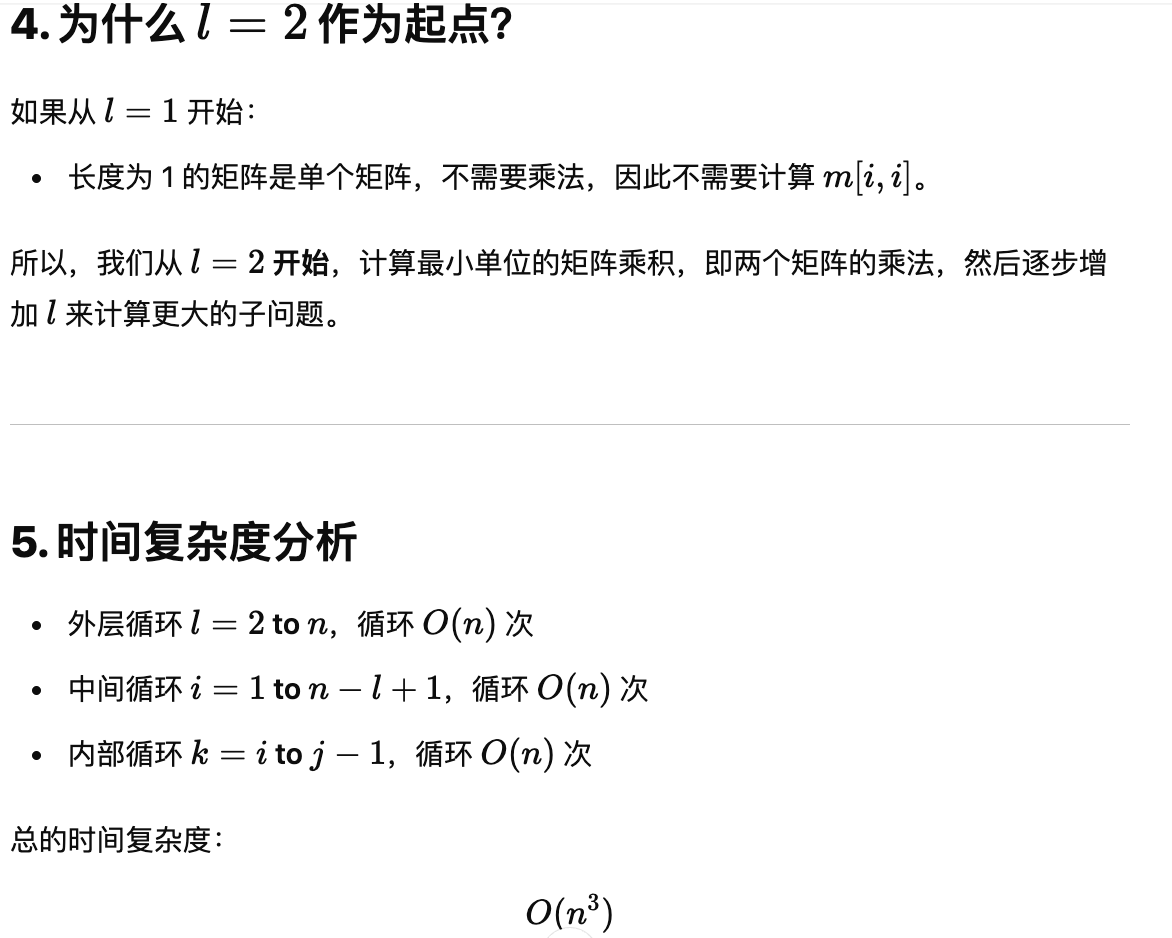 4. 为什么 l = 2 作为起点?
如果从 l = 1 开始：
• 长度为 1 的矩阵是单个矩阵，不需要乘法，因此不需要计算 m[i, i]。
所以，我们从 l = 2 开始，计算最小单位的矩阵乘积，即两个矩阵的乘法，然后逐步增
加 l 来计算更大的子问题。
5. 时间复杂度分析
• 外层循环 l = 2 to n，循环 O(n) 次
• 中间循环 i = 1 to n − l + 1，循环 O(n) 次
• 内部循环 k = i to j − 1，循环 O(n) 次
总的时间复杂度：
O(n³)